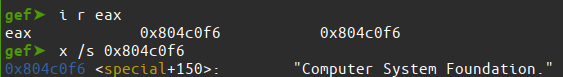 gef➤ i r eax
eax 0x804c0f6 0x804c0f6
gef➤ x /s 0x804c0f6
0x804c0f6 <special+150>: "Computer System Foundation."